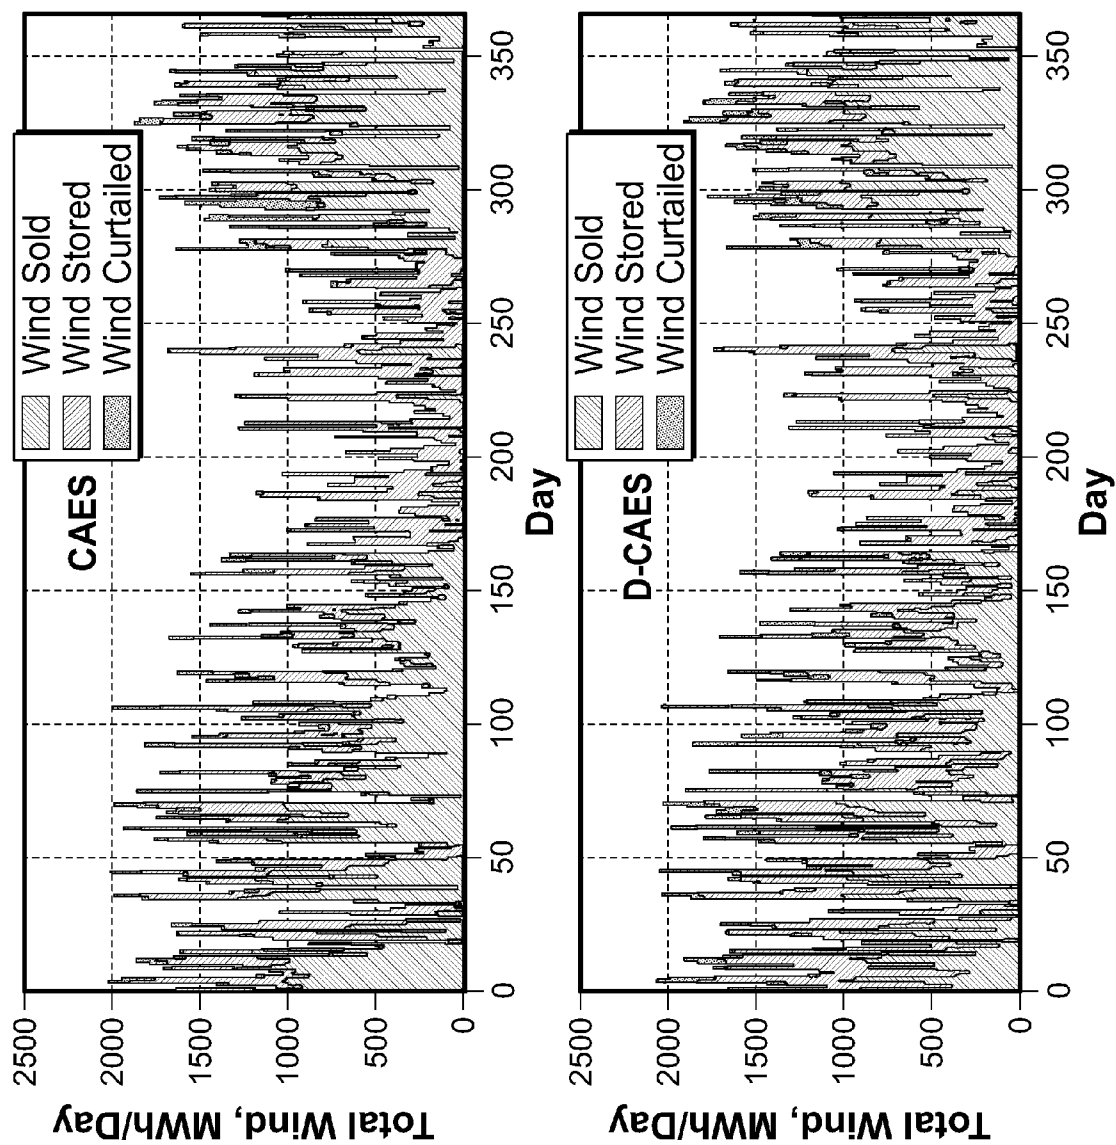 Total Wind, MWh/Day
2500
2000
1500
1000
500
0
CAES
Wind Sold
Wind Stored
Wind Curtailed
0 50 100 150 200 250 300 350
Day
Total Wind, MWh/Day
2500
2000
1500
1000
500
0
D-CAES
Wind Sold
Wind Stored
Wind Curtailed
0 50 100 150 200 250 300 350
Day